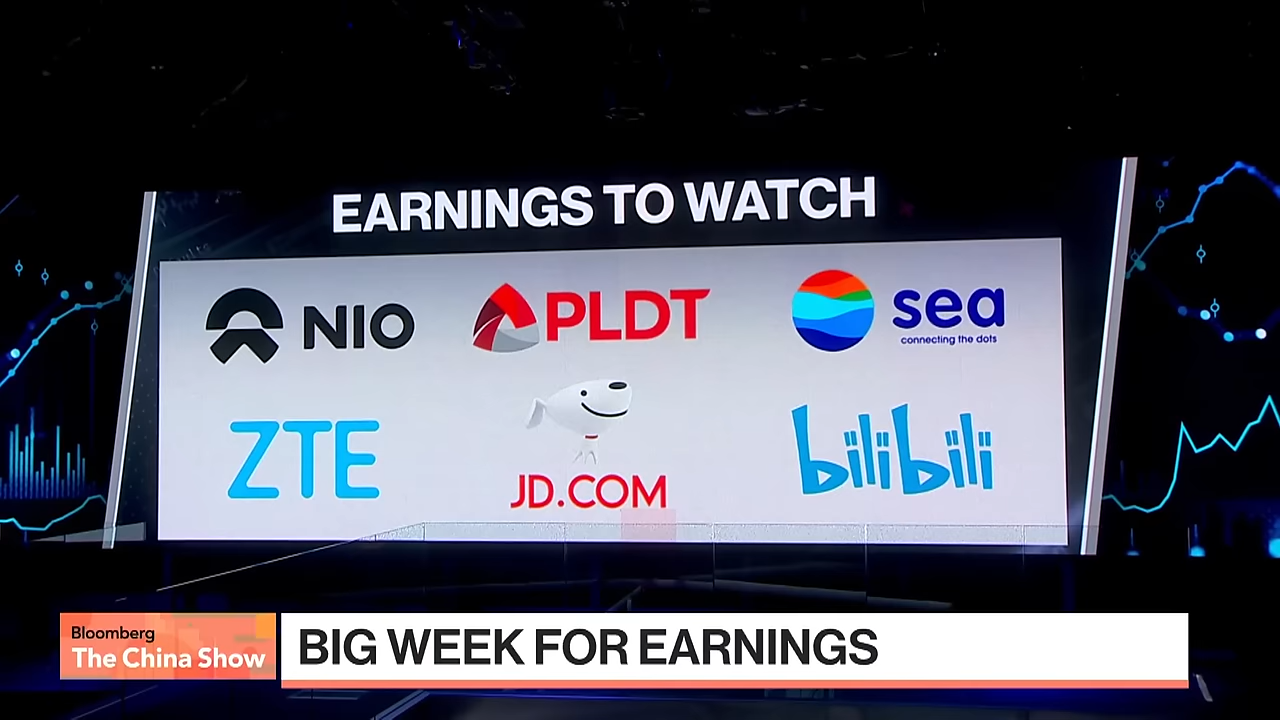 EARNINGS TO WATCH
NIO
PLDT
sea
connecting the dots
ZTE
JD.COM
bilibili
Bloomberg
The China Show
BIG WEEK FOR EARNINGS